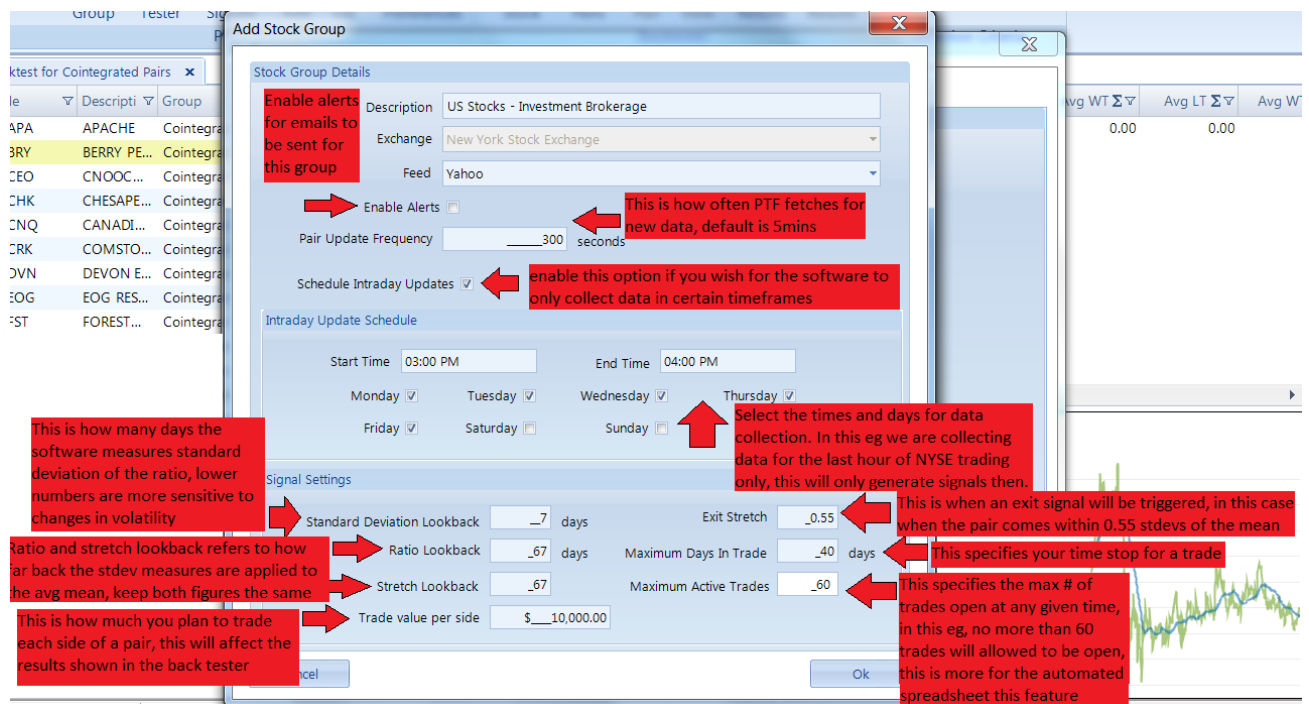 Group Tester
Add Stock Group
Stock Group Details
ktest for Cointegrated Pairs x
Descripti Group
APA APACHE Cointegra
BRY BERRY PE... Cointegra
CEO CNOOC... Cointegra
CHK CHESAPE... Cointegra
CNQ CANADI... Cointegra
CRK COMSTO... Cointegra
DVN DEVON E... Cointegra
EOG EOG RES... Cointegra
FST FOREST... Cointegra
Avg WT Σ Avg LT Σ Avg W
0.00 0.00
Enable alerts
for emails to
be sent for
this group
Description US Stocks - Investment Brokerage
Exchange New York Stock Exchange
Feed Yahoo
Enable Alerts
This is how often PTF fetches for
new data, default is 5mins
Pair Update Frequency _____300 seconds
Schedule Intraday Updates
enable this option if you wish for the software to
only collect data in certain timeframes
Intraday Update Schedule
Start Time 03:00 PM End Time 04:00 PM
Monday Tuesday Wednesday Thursday
Friday Saturday Sunday
Select the times and days for data
collection. In this eg we are collecting
data for the last hour of NYSE trading
only, this will only generate signals then.
This is how many days the
software measures standard
deviation of the ratio, lower
numbers are more sensitive to
changes in volatility
Signal Settings
Standard Deviation Lookback __7 days Exit Stretch _0.55
This is when an exit signal will be triggered, in this case
when the pair comes within 0.55 stdevs of the mean
Ratio and stretch lookback refers to how
far back the stdev measures are applied to
the avg mean, keep both figures the same
Ratio Lookback _67 days Maximum Days In Trade _40 days
This specifies your time stop for a trade
Stretch Lookback _67 Maximum Active Trades _60
This specifies the max # of
trades open at any given time,
in this eg, no more than 60
trades will allowed to be open,
this is more for the automated
spreadsheet this feature
This is how much you plan to trade
each side of a pair, this will affect the
results shown in the back tester
Trade value per side $___10,000.00
ncel Ok